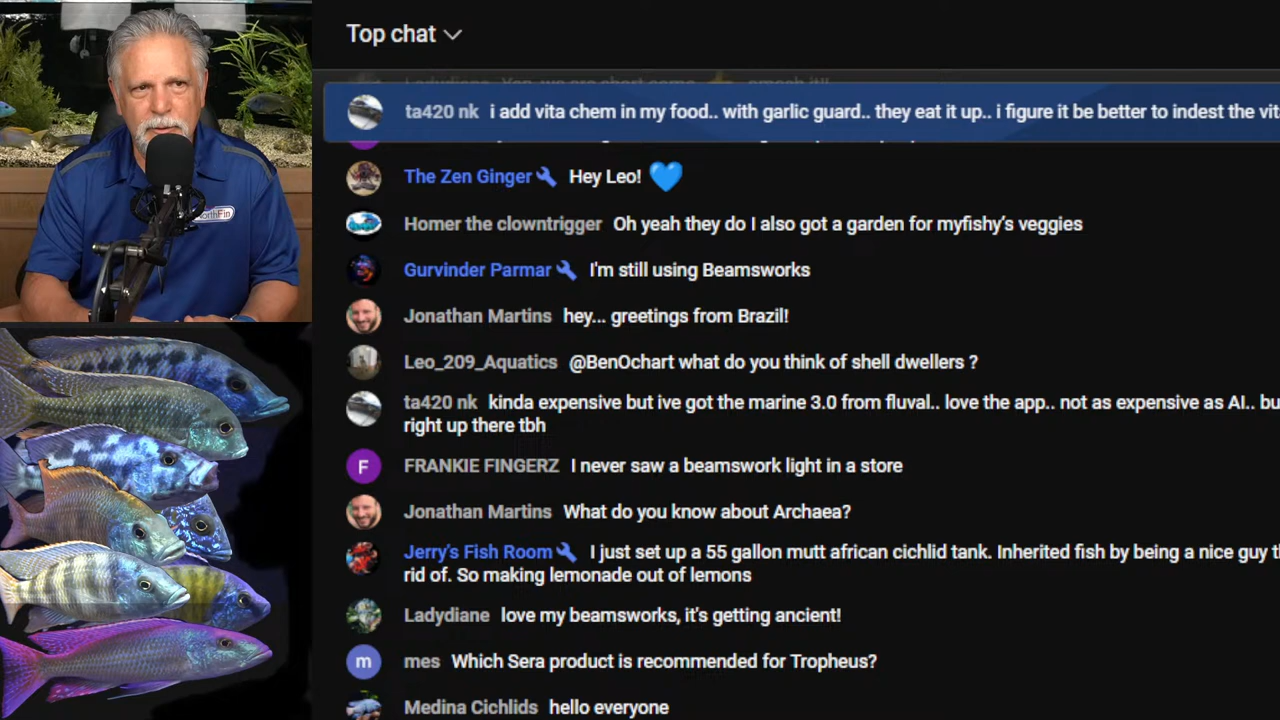 Top chat
ta420 nk i add vita chem in my food.. with garlic guard.. they eat it up.. i figure it be better to indest the vit
The Zen Ginger Hey Leo! 💙
Homer the clowntrigger Oh yeah they do I also got a garden for myfishy's veggies
Gurvinder Parmar I'm still using Beamsworks
Jonathan Martins hey... greetings from Brazil!
Leo_209_Aquatics @BenOchart what do you think of shell dwellers ?
ta420 nk kinda expensive but ive got the marine 3.0 from fluval.. love the app.. not as expensive as AI.. bu
right up there tbh
F FRANKIE FINGERZ I never saw a beamswork light in a store
Jonathan Martins What do you know about Archaea?
Jerry's Fish Room I just set up a 55 gallon mutt african cichlid tank. Inherited fish by being a nice guy th
rid of. So making lemonade out of lemons
Ladydiane love my beamsworks, it's getting ancient!
m mes Which Sera product is recommended for Tropheus?
Medina Cichlids hello everyone
NorthFin